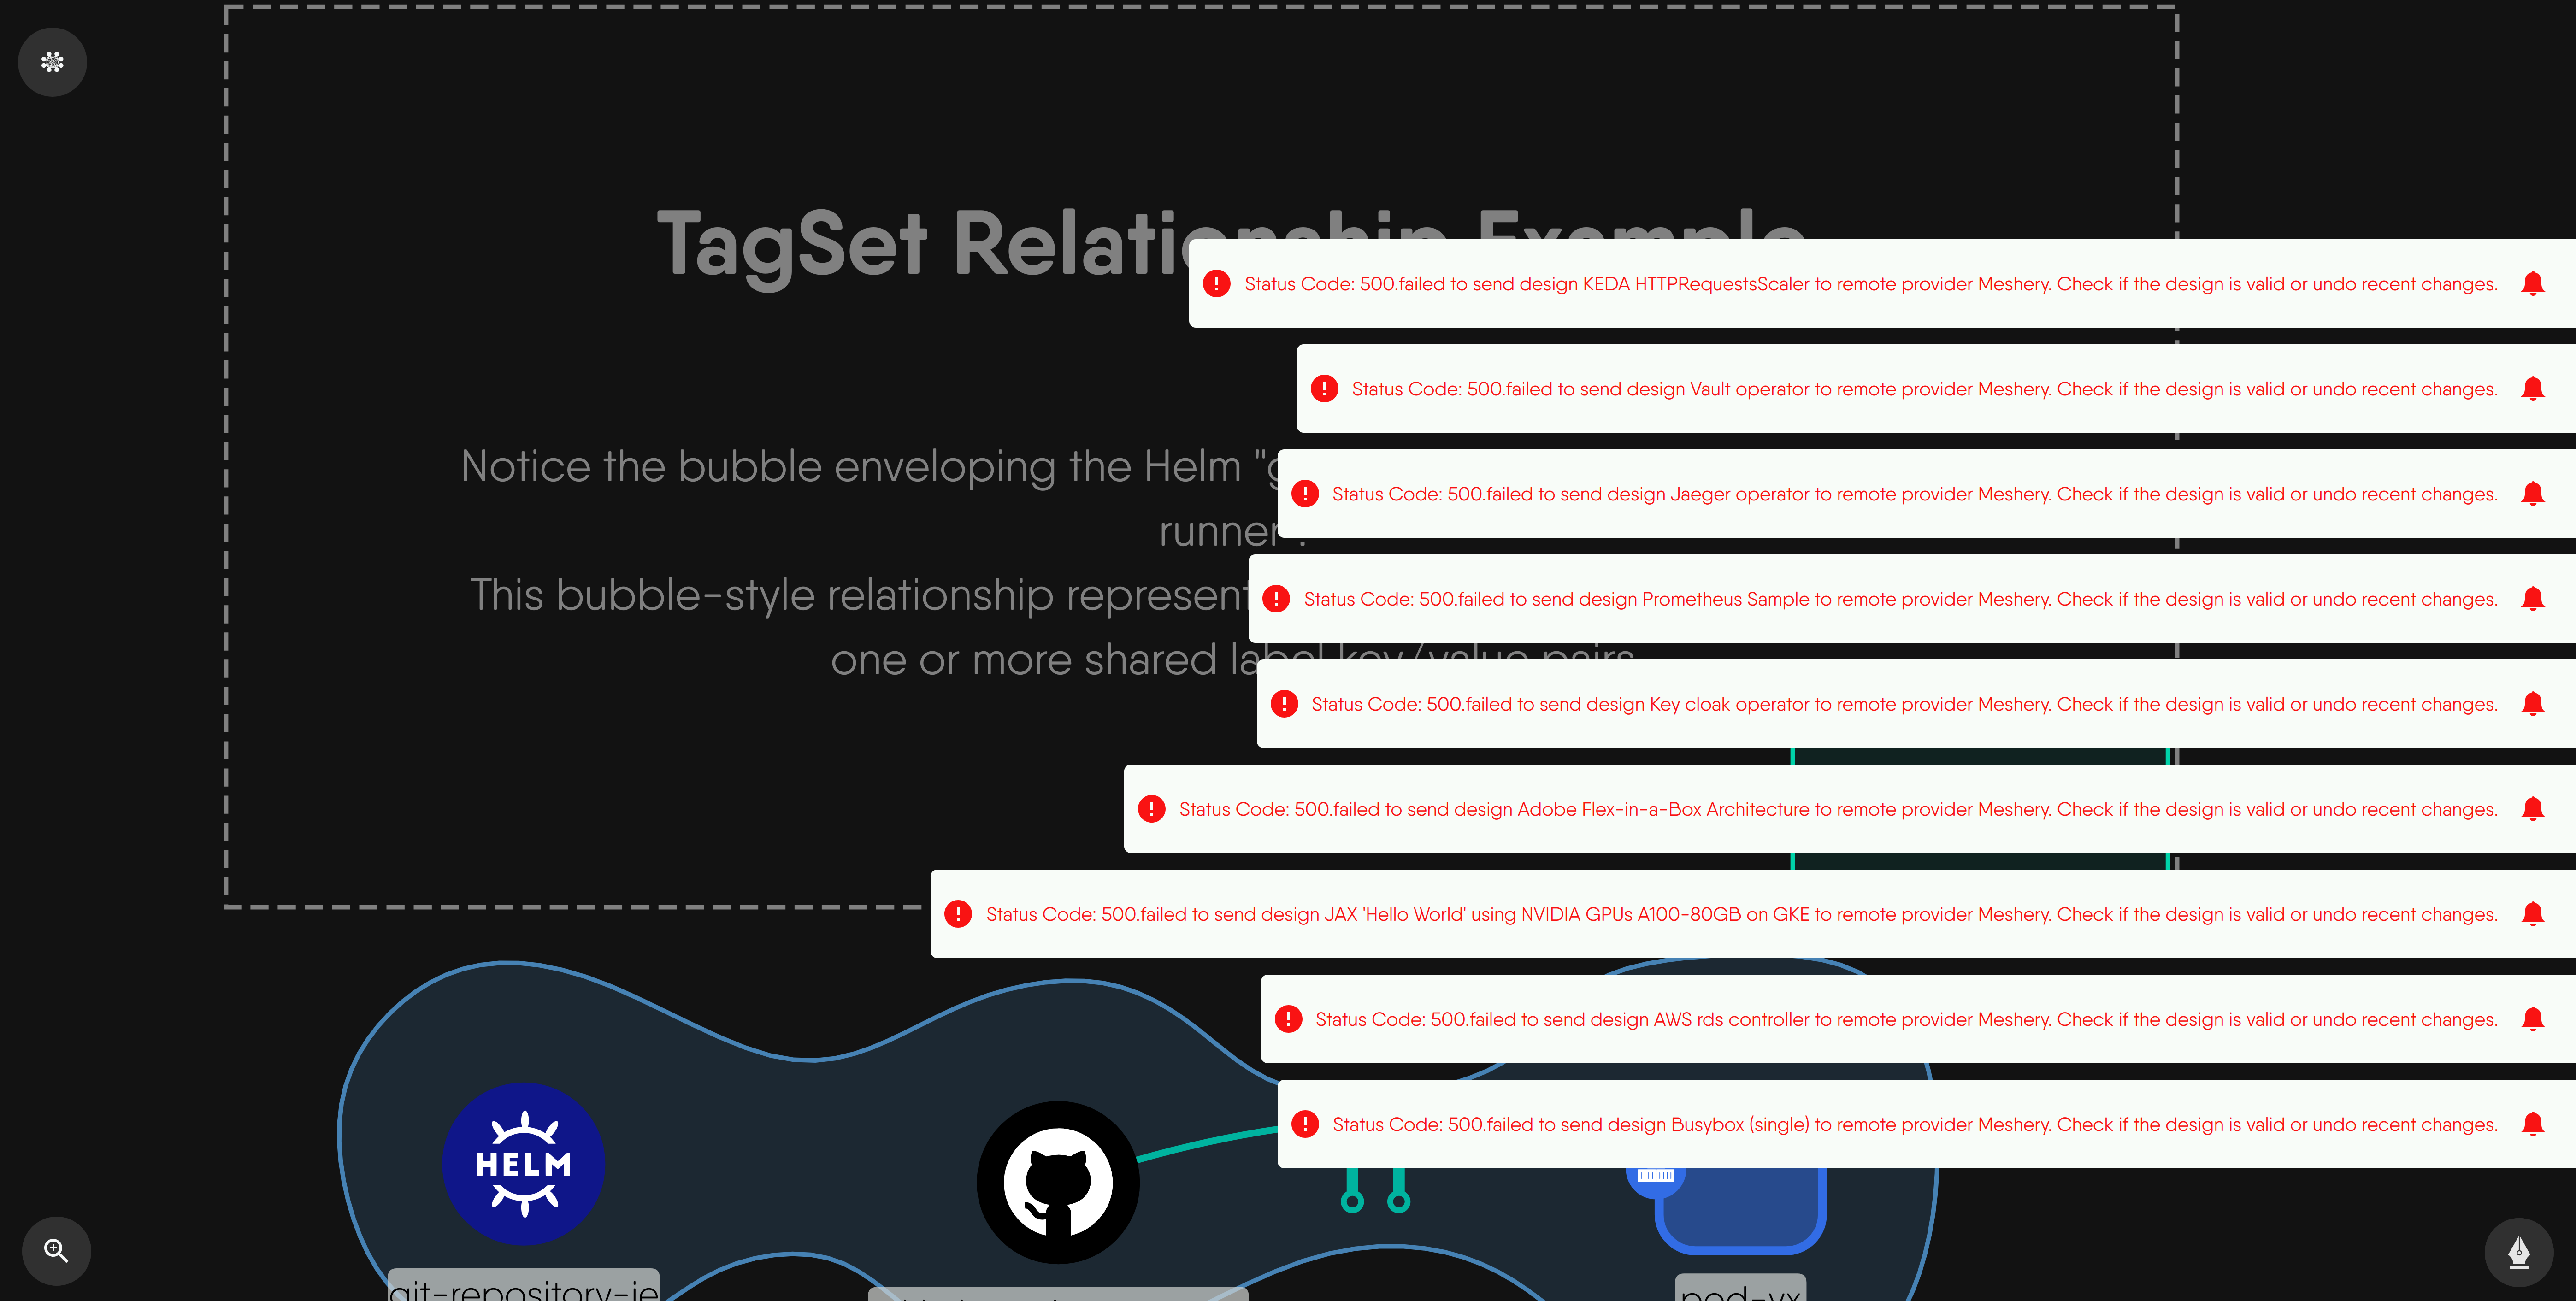 TagSet Relationship Example
Status Code: 500.failed to send design KEDA HTTPRequestsScaler to remote provider Meshery. Check if the design is valid or undo recent changes.
Status Code: 500.failed to send design Vault operator to remote provider Meshery. Check if the design is valid or undo recent changes.
Notice the bubble enveloping the Helm "g
Status Code: 500.failed to send design Jaeger operator to remote provider Meshery. Check if the design is valid or undo recent changes.
runner".
This bubble-style relationship represent
Status Code: 500.failed to send design Prometheus Sample to remote provider Meshery. Check if the design is valid or undo recent changes.
one or more shared label key/value pairs
Status Code: 500.failed to send design Key cloak operator to remote provider Meshery. Check if the design is valid or undo recent changes.
Status Code: 500.failed to send design Adobe Flex-in-a-Box Architecture to remote provider Meshery. Check if the design is valid or undo recent changes.
Status Code: 500.failed to send design JAX 'Hello World' using NVIDIA GPUs A100-80GB on GKE to remote provider Meshery. Check if the design is valid or undo recent changes.
Status Code: 500.failed to send design AWS rds controller to remote provider Meshery. Check if the design is valid or undo recent changes.
Status Code: 500.failed to send design Busybox (single) to remote provider Meshery. Check if the design is valid or undo recent changes.
HELM
git-repository-ie
pod-vx